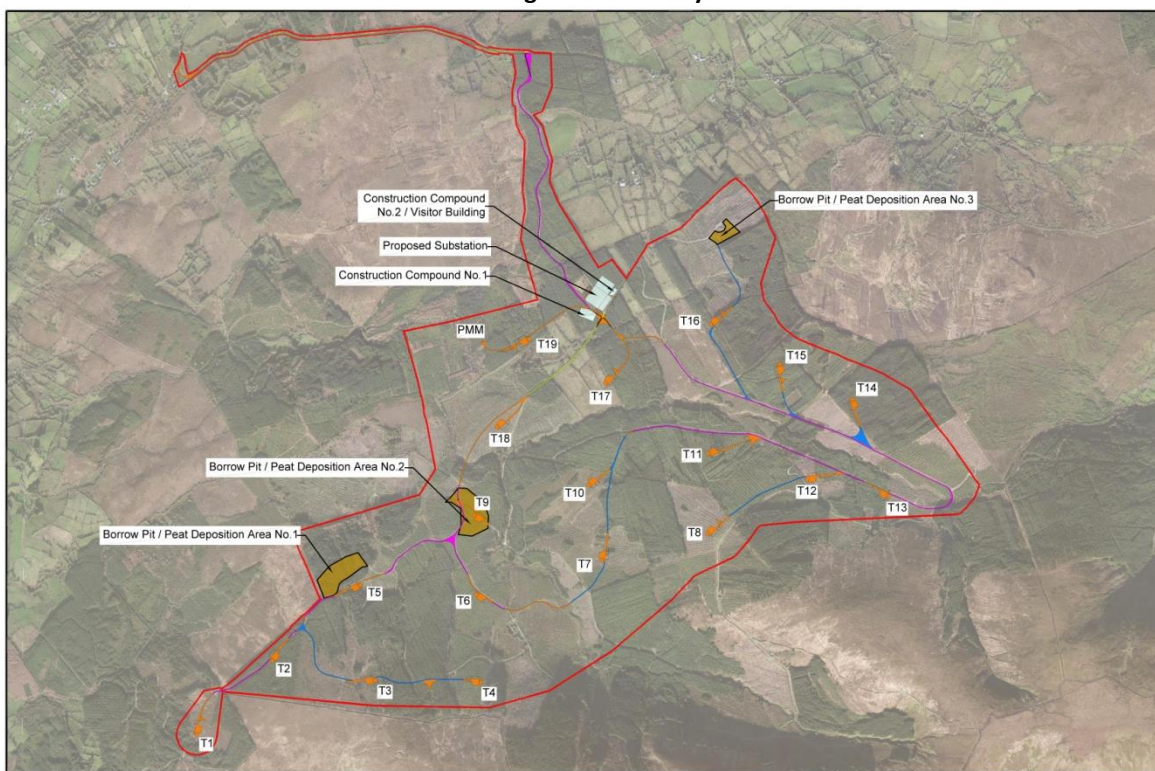 Construction Compound
No.2 / Visitor Building
Borrow Pit / Peat Deposition Area No.3
Proposed Substation
Construction Compound No.1
T16
PMM
T19
T15
T17
T14
T18
T11
Borrow Pit / Peat Deposition Area No.2
T10
T12
T9
T13
Borrow Pit / Peat Deposition Area No.1
T8
T7
T5
T6
T2
T3
T4
T1